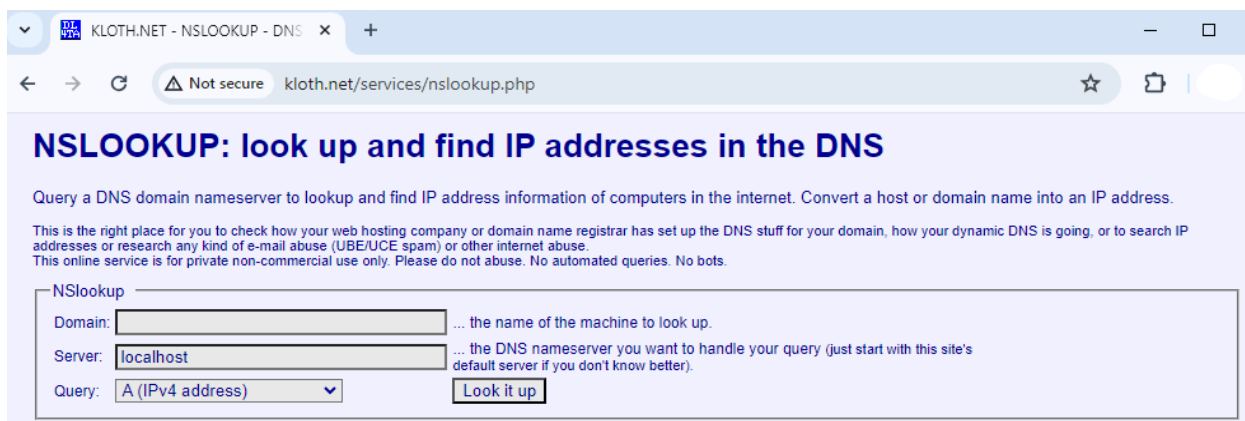 KLOTH.NET - NSLOOKUP - DNS
Not secure kloth.net/services/nslookup.php
NSLOOKUP: look up and find IP addresses in the DNS
Query a DNS domain nameserver to lookup and find IP address information of computers in the internet. Convert a host or domain name into an IP address.
This is the right place for you to check how your web hosting company or domain name registrar has set up the DNS stuff for your domain, how your dynamic DNS is going, or to search IP
addresses or research any kind of e-mail abuse (UBE/UCE spam) or other internet abuse.
This online service is for private non-commercial use only. Please do not abuse. No automated queries. No bots.
NSlookup
Domain: ... the name of the machine to look up.
Server: localhost ... the DNS nameserver you want to handle your query (just start with this site's
default server if you don't know better).
Query: A (IPv4 address) Look it up